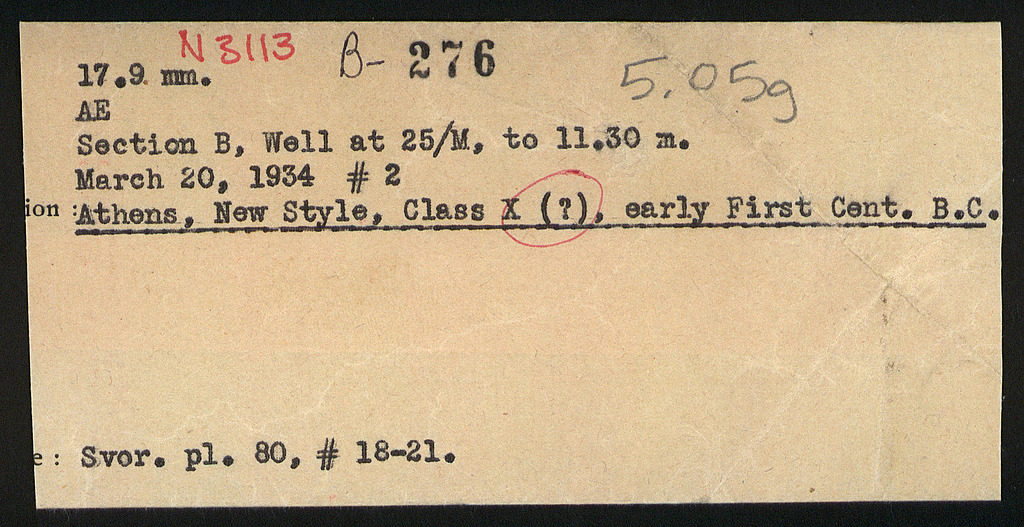 N 3113 B- 276
5.05g
17.9 mm.
AE
Section B, Well at 25/M, to 11.30 m.
March 20, 1934 # 2
ion : Athens, New Style, Class X (?), early First Cent. B.C.
e : Svor. pl. 80, # 18-21.